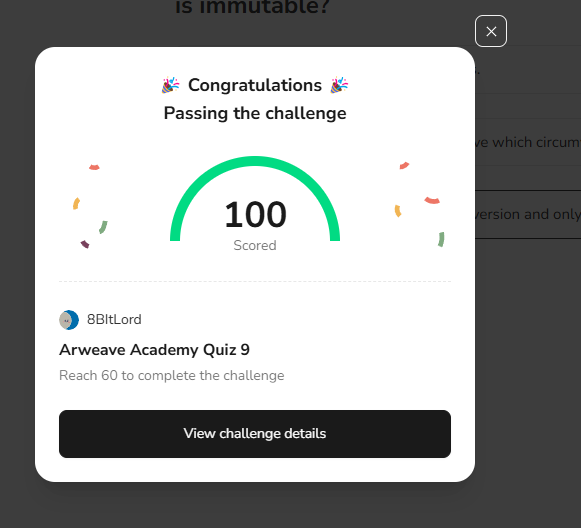 is immutable?
🎉 Congratulations 🎉
Passing the challenge
ve which circum
100
Scored
version and only
8BItLord
Arweave Academy Quiz 9
Reach 60 to complete the challenge
View challenge details